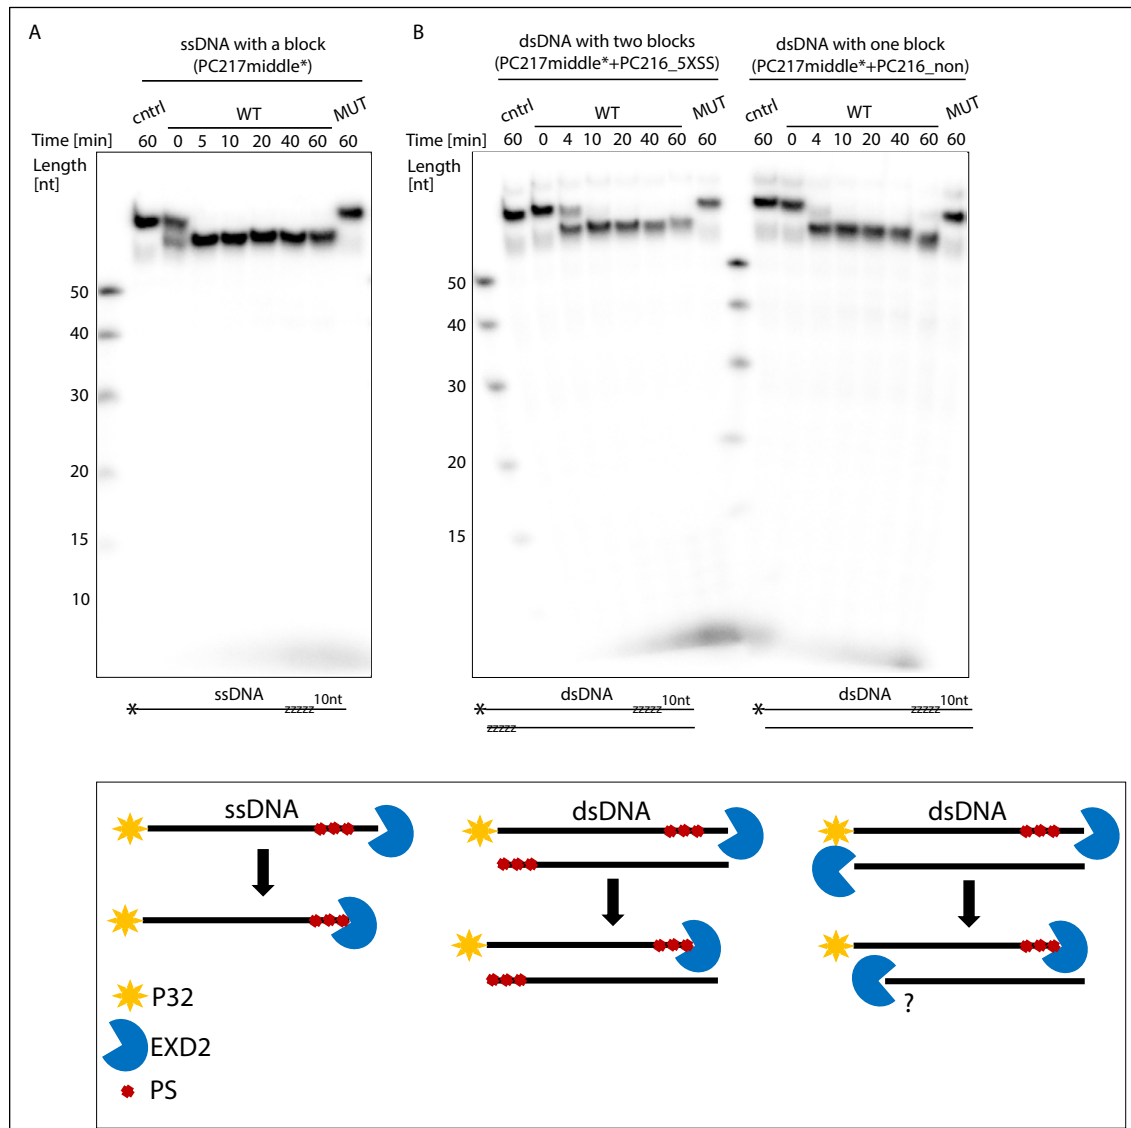 A
ssDNA with a block
(PC217middle*)
cntrl
WT
MUT
Time [min]
60 0 5 10 20 40 60 60
Length
[nt]
50
40
30
20
15
10
ssDNA
*
zzzzz 10nt
B
dsDNA with two blocks
(PC217middle*+PC216_5XSS)
dsDNA with one block
(PC217middle*+PC216_non)
cntrl
WT
MUT
cntrl
WT
MUT
Time [min]
60 0 4 10 20 40 60 60 60 0 4 10 20 40 60 60
Length
[nt]
50
40
30
20
15
dsDNA
*
zzzzz 10nt
zzzzz
dsDNA
*
zzzzz 10nt
ssDNA
dsDNA
dsDNA
?
P32
EXD2
PS